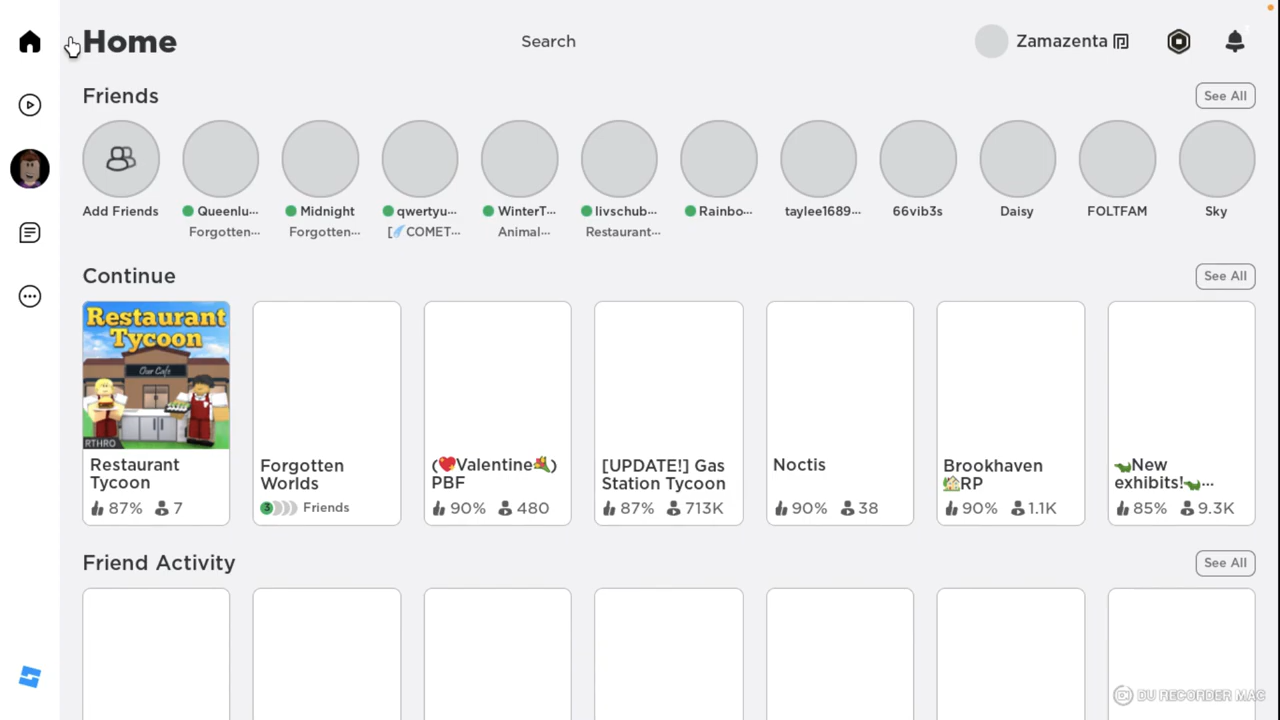 Home
Search
Zamazenta
Friends
See All
Add Friends
Queenlu···
Midnight
qwertyu···
WinterT···
livschub···
Rainbo···
taylee1689···
66vib3s
Daisy
FOLTFAM
Sky
Forgotten···
Forgotten···
[☄️COMET···
Animal···
Restaurant···
Continue
See All
Restaurant
Tycoon
Our Cafe
RTHRO
Restaurant
Tycoon
87% 7
Forgotten
Worlds
3 Friends
(💖Valentine💐)
PBF
90% 480
[UPDATE!] Gas
Station Tycoon
87% 713K
Noctis
90% 38
Brookhaven
🏡RP
90% 1.1K
🦖New
exhibits!🦖···
85% 9.3K
Friend Activity
See All
DU RECORDER MAC